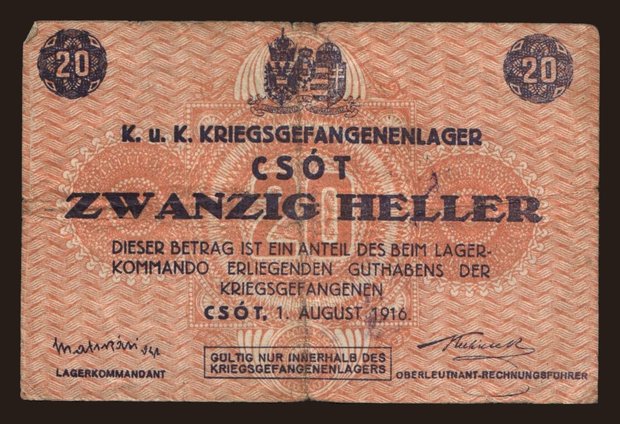 20 20
K. u. K. KRIEGSGEFANGENENLAGER
CSÓT
20
ZWANZIG HELLER
DIESER BETRAG IST EIN ANTEIL DES BEIM LAGER-
KOMMANDO ERLIEGENDEN GUTHABENS DER
KRIEGSGEFANGENEN
CSÓT, 1. AUGUST 1916.
LAGERKOMMANDANT
GÜLTIG NUR INNERHALB DES
KRIEGSGEFANGENENLAGERS
OBERLEUTNANT-RECHNUNGSFÜHRER